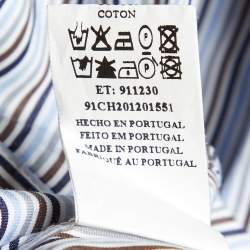 COTON
ET: 911230
91CH201201551
HECHO EN PORTUGAL
FEITO EM PORTUGAL
MADE IN PORTUGAL
FABRIQUÉ AU PORTUGAL